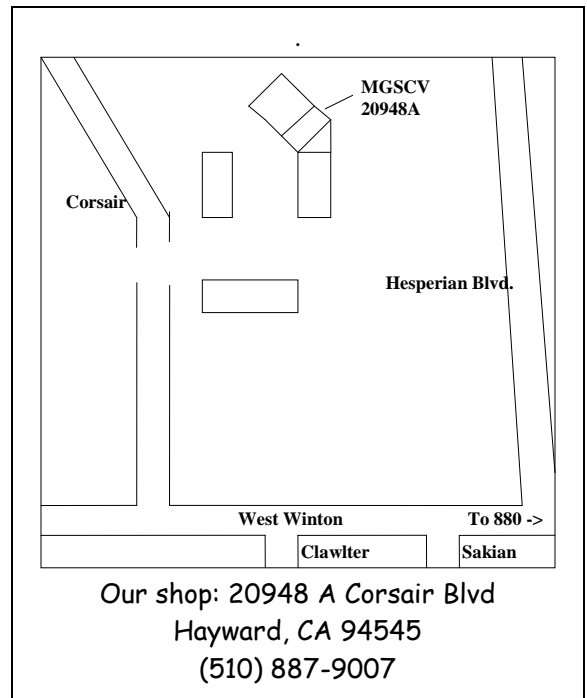 MGSCV
20948A
Corsair
Hesperian Blvd.
West Winton
To 880 ->
Clawlter
Sakian
Our shop: 20948 A Corsair Blvd
Hayward, CA 94545
(510) 887-9007